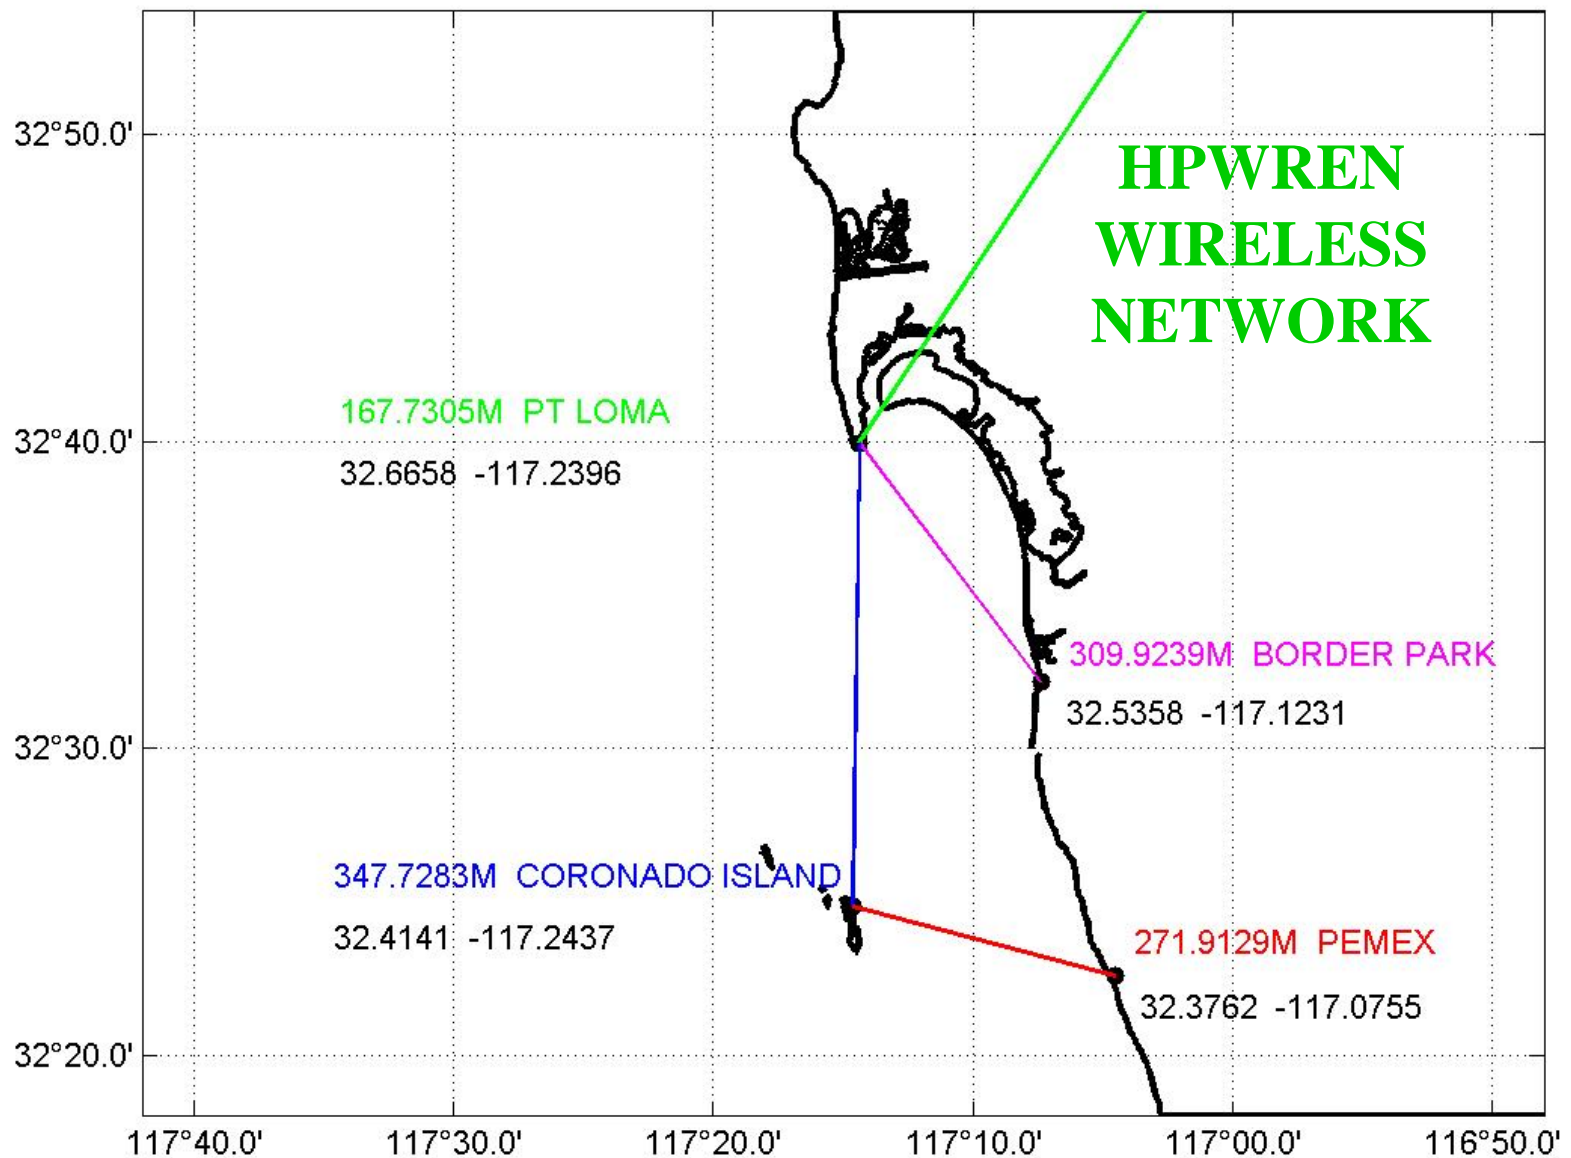 32°50.0'
HPWREN
WIRELESS
NETWORK
167.7305M PT LOMA
32°40.0'
32.6658 -117.2396
309.9239M BORDER PARK
32.5358 -117.1231
32°30.0'
347.7283M CORONADO ISLAND
32.4141 -117.2437
271.9129M PEMEX
32.3762 -117.0755
32°20.0'
117°40.0' 117°30.0' 117°20.0' 117°10.0' 117°00.0' 116°50.0'